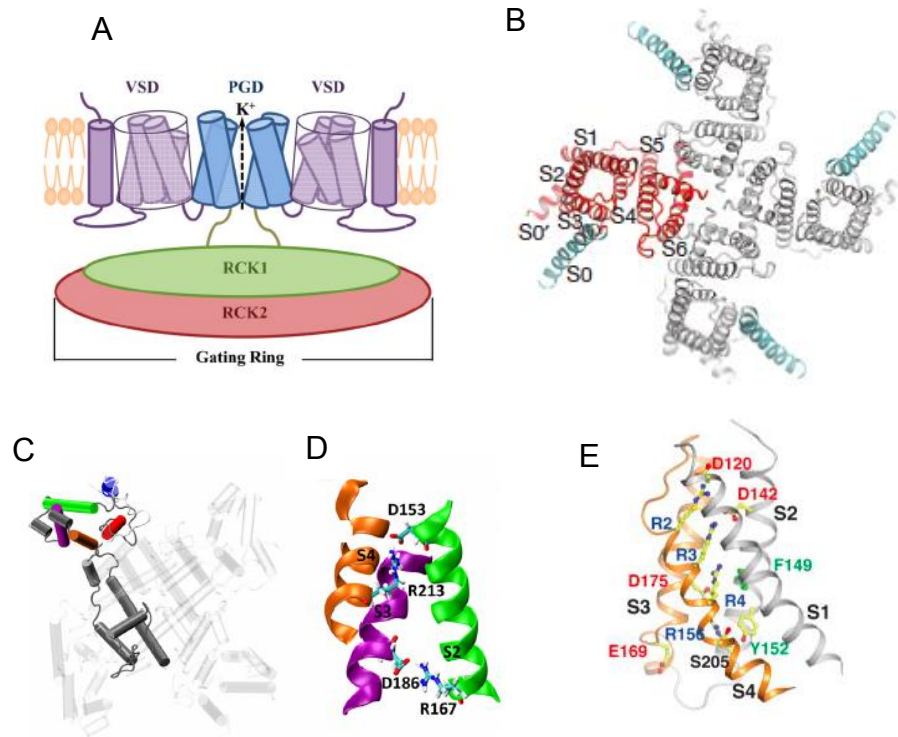 A
VSD
PGD
VSD
K+
RCK1
RCK2
Gating Ring
B
S1
S5
S2
S3
S4
S0′
S6
S0
C
D
D153
S4
R213
S3
S2
D186
R167
E
D120
D142
S2
R2
R3
F149
D175
R4
S3
S1
R156
Y152
E169
S205
S4